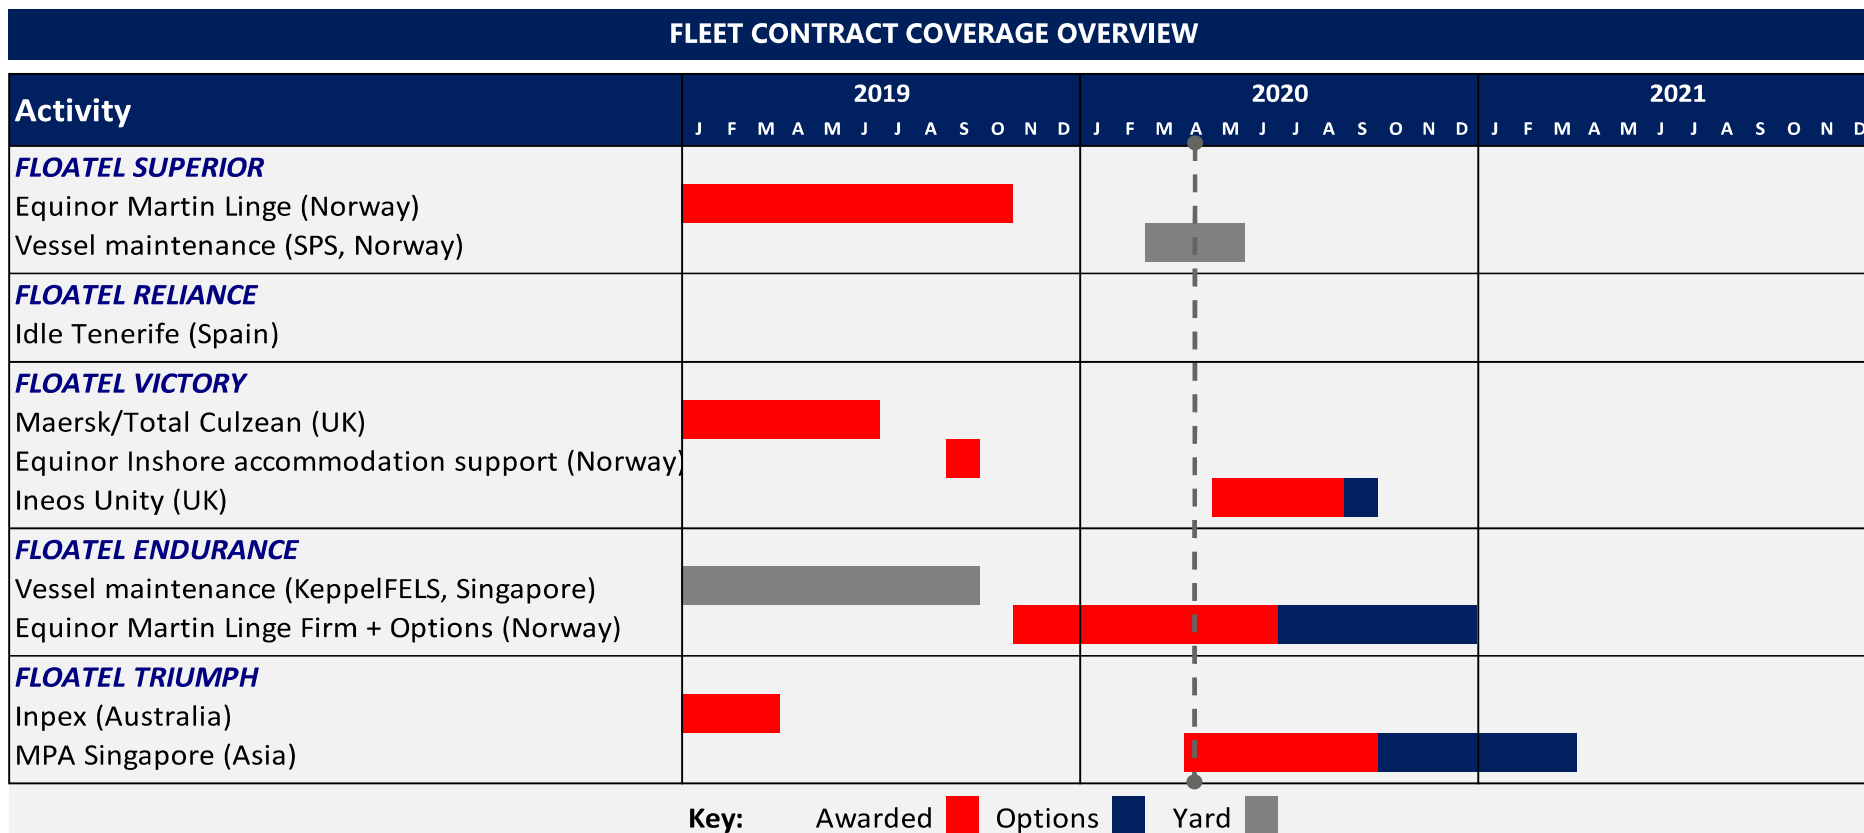 FLEET CONTRACT COVERAGE OVERVIEW
Activity
2019 2020 2021
J F M A M J J A S O N D J F M A M J J A S O N D J F M A M J J A S O N D
FLOATEL SUPERIOR
Equinor Martin Linge (Norway)
Vessel maintenance (SPS, Norway)
FLOATEL RELIANCE
Idle Tenerife (Spain)
FLOATEL VICTORY
Maersk/Total Culzean (UK)
Equinor Inshore accommodation support (Norway)
Ineos Unity (UK)
FLOATEL ENDURANCE
Vessel maintenance (KeppelFELS, Singapore)
Equinor Martin Linge Firm + Options (Norway)
FLOATEL TRIUMPH
Inpex (Australia)
MPA Singapore (Asia)
Key: Awarded Options Yard